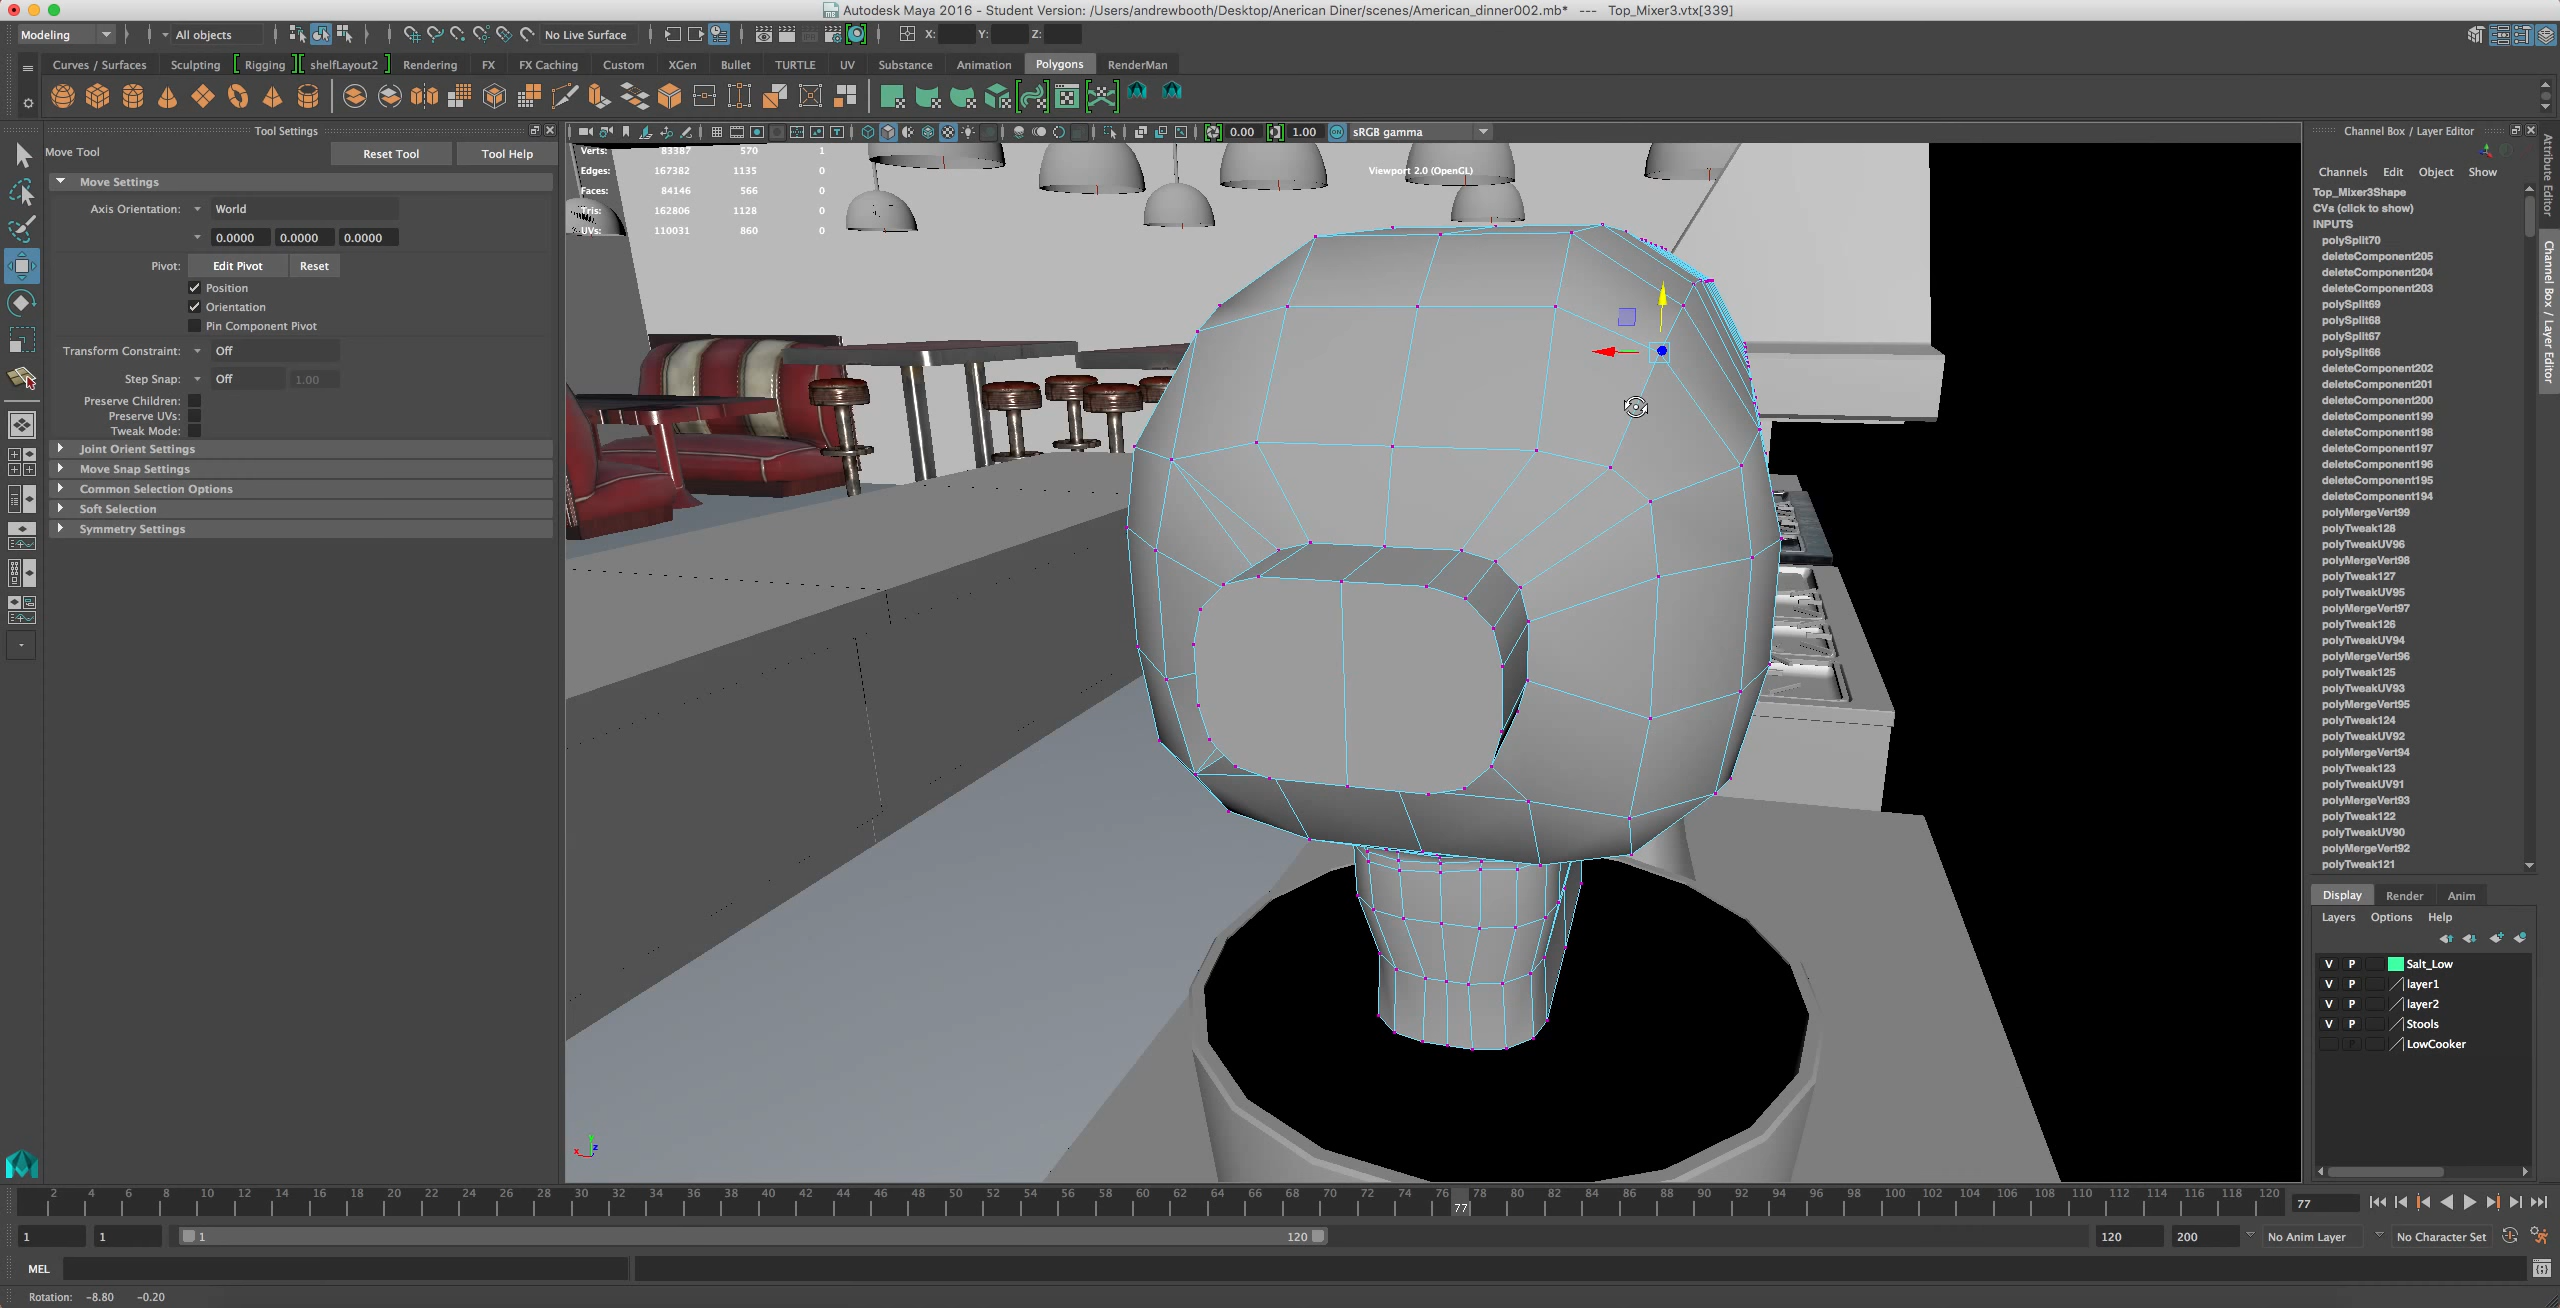 Autodesk Maya 2016 - Student Version: /Users/andrewbooth/Desktop/Anerican Diner/scenes/American_dinner002.mb*   ---   Top_Mixer3.vtx[339]
Modeling All objects No Live Surface X: Y: Z:
Curves / Surfaces Sculpting Rigging shelfLayout2 Rendering FX FX Caching Custom XGen Bullet TURTLE UV Substance Animation Polygons RenderMan
Tool Settings
Move Tool Reset Tool Tool Help
Move Settings
Axis Orientation: World
0.0000 0.0000 0.0000
Pivot: Edit Pivot Reset
Position
Orientation
Pin Component Pivot
Transform Constraint: Off
Step Snap: Off 1.00
Preserve Children:
Preserve UVs:
Tweak Mode:
Joint Orient Settings
Move Snap Settings
Common Selection Options
Soft Selection
Symmetry Settings
0.00 1.00 ON sRGB gamma
Verts: 83387 570 1
Edges: 167382 1135 0
Faces: 84146 566 0
Tris: 162806 1128 0
UVs: 110031 860 0
Viewport 2.0 (OpenGL)
Channel Box / Layer Editor
Channels Edit Object Show
Top_Mixer3Shape
CVs (click to show)
INPUTS
polySplit70
deleteComponent205
deleteComponent204
deleteComponent203
polySplit69
polySplit68
polySplit67
polySplit66
deleteComponent202
deleteComponent201
deleteComponent200
deleteComponent199
deleteComponent198
deleteComponent197
deleteComponent196
deleteComponent195
deleteComponent194
polyMergeVert99
polyTweak128
polyTweakUV96
polyMergeVert98
polyTweak127
polyTweakUV95
polyMergeVert97
polyTweak126
polyTweakUV94
polyMergeVert96
polyTweak125
polyTweakUV93
polyMergeVert95
polyTweak124
polyTweakUV92
polyMergeVert94
polyTweak123
polyTweakUV91
polyMergeVert93
polyTweak122
polyTweakUV90
polyMergeVert92
polyTweak121
Attribute Editor
Channel Box / Layer Editor
Display Render Anim
Layers Options Help
V P Salt_Low
V P layer1
V P layer2
V P Stools
P LowCooker
y
x z
2 4 6 8 10 12 14 16 18 20 22 24 26 28 30 32 34 36 38 40 42 44 46 48 50 52 54 56 58 60 62 64 66 68 70 72 74 76 78 80 82 84 86 88 90 92 94 96 98 100 102 104 106 108 110 112 114 116 118 120
77 77
1 1 1 120 120 200 No Anim Layer No Character Set
MEL
Rotation: -8.80 -0.20